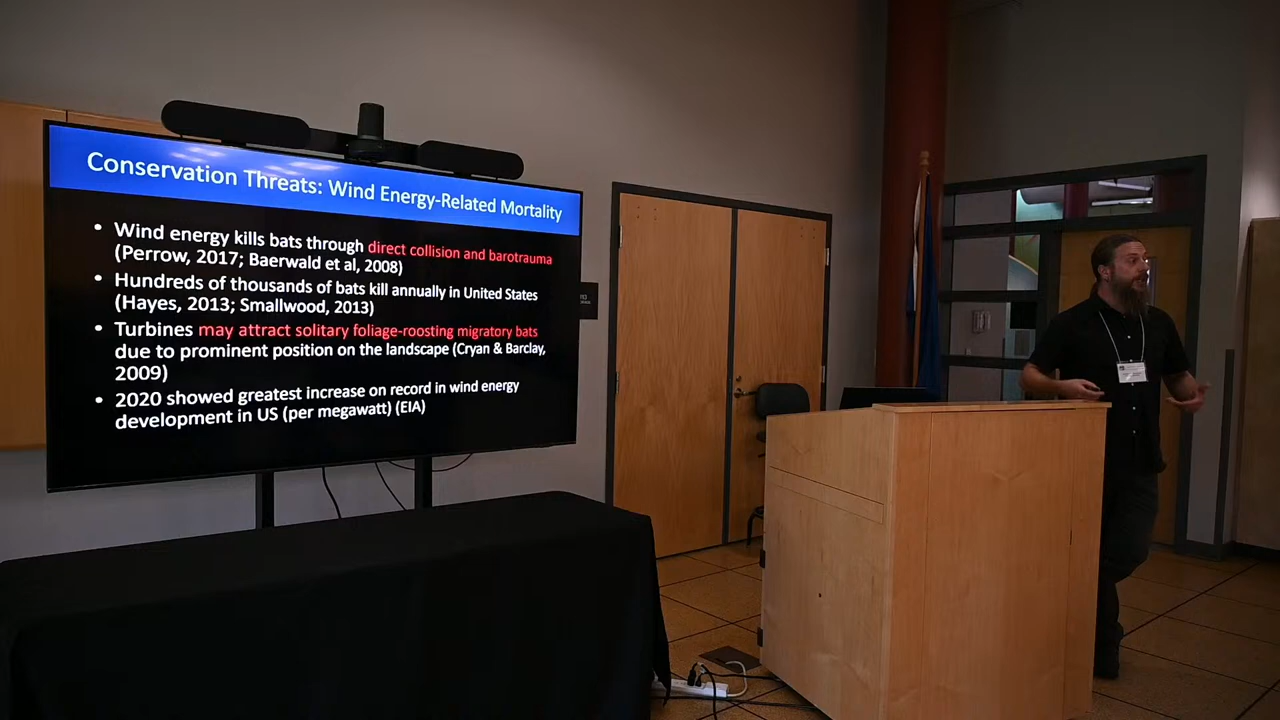 Conservation Threats: Wind Energy-Related Mortality
• Wind energy kills bats through direct collision and barotrauma
(Perrow, 2017; Baerwald et al, 2008)
• Hundreds of thousands of bats kill annually in United States
(Hayes, 2013; Smallwood, 2013)
• Turbines may attract solitary foliage-roosting migratory bats
due to prominent position on the landscape (Cryan & Barclay,
2009)
• 2020 showed greatest increase on record in wind energy
development in US (per megawatt) (EIA)